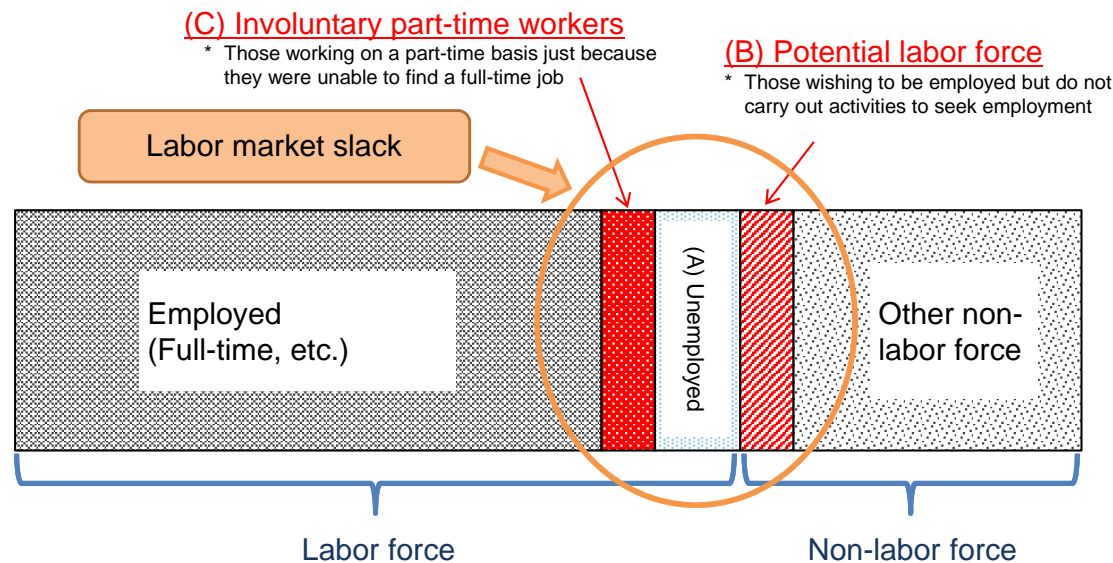 (C) Involuntary part-time workers
* Those working on a part-time basis just because
they were unable to find a full-time job
(B) Potential labor force
* Those wishing to be employed but do not
carry out activities to seek employment
Labor market slack
Employed
(Full-time, etc.)
(A) Unemployed
Other non-
labor force
Labor force
Non-labor force